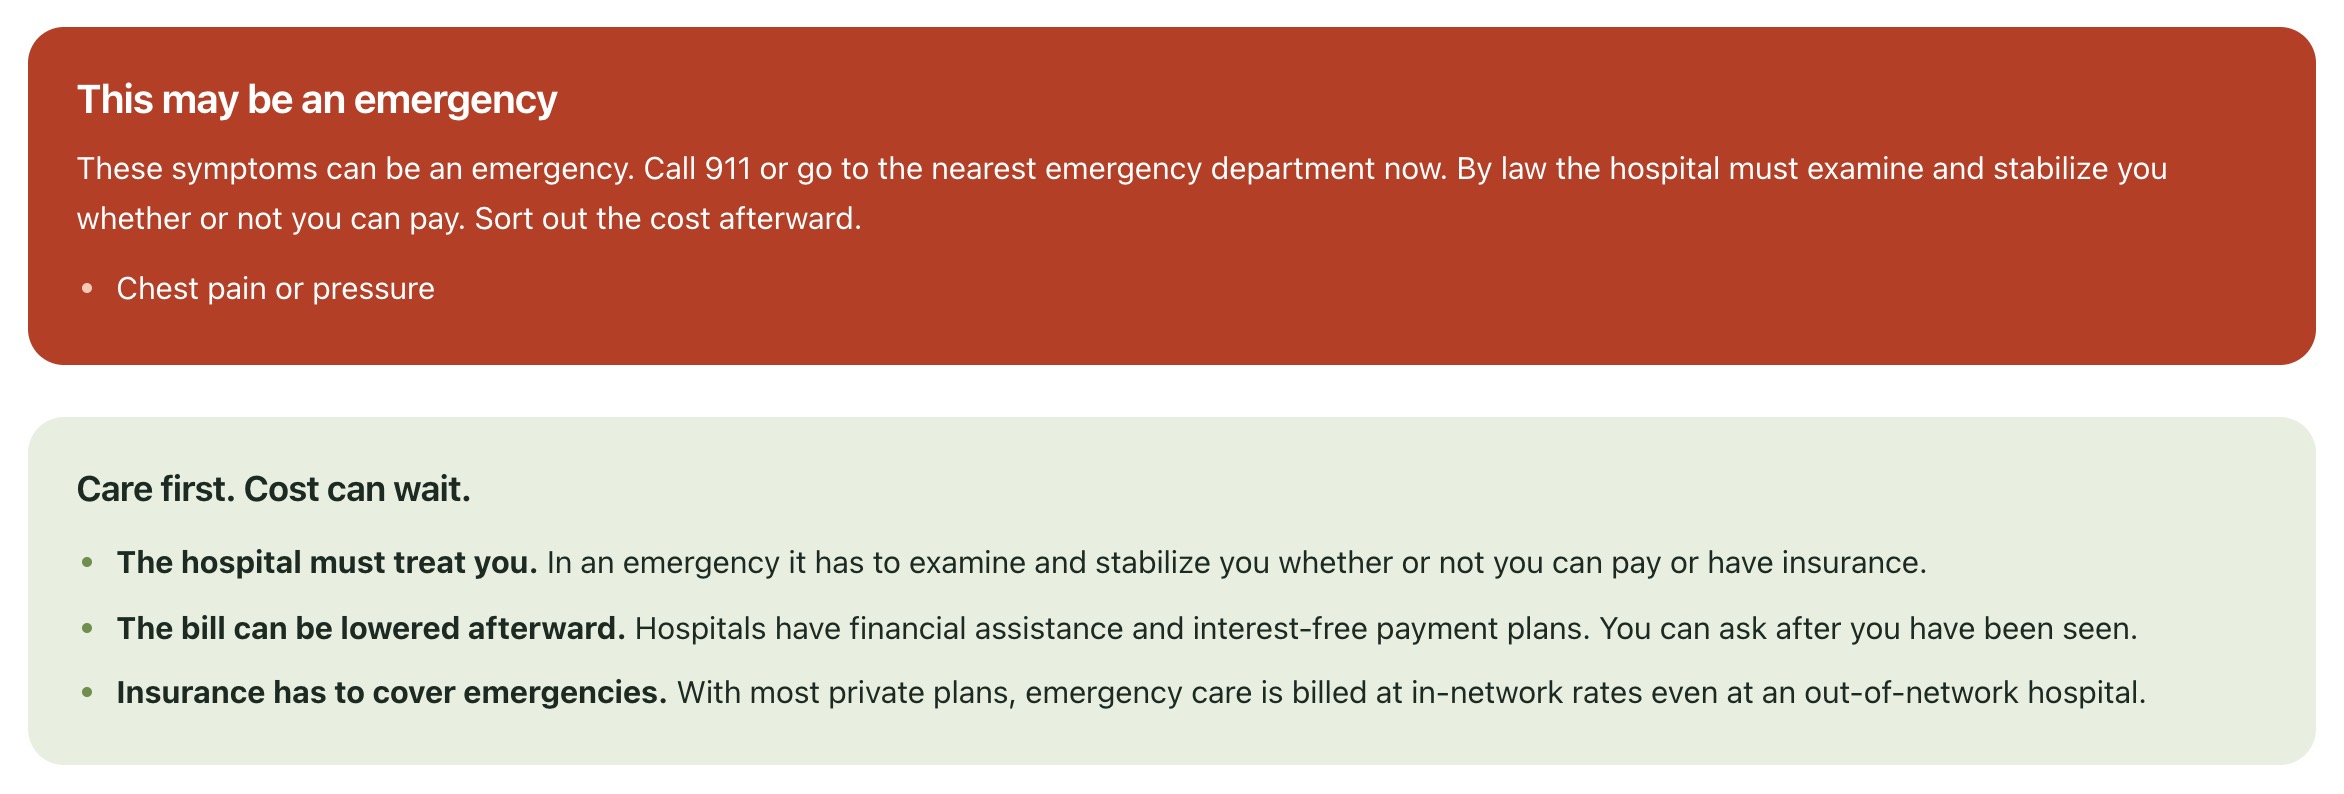 This may be an emergency
These symptoms can be an emergency. Call 911 or go to the nearest emergency department now. By law the hospital must examine and stabilize you
whether or not you can pay. Sort out the cost afterward.
• Chest pain or pressure
Care first. Cost can wait.
• The hospital must treat you. In an emergency it has to examine and stabilize you whether or not you can pay or have insurance.
• The bill can be lowered afterward. Hospitals have financial assistance and interest-free payment plans. You can ask after you have been seen.
• Insurance has to cover emergencies. With most private plans, emergency care is billed at in-network rates even at an out-of-network hospital.